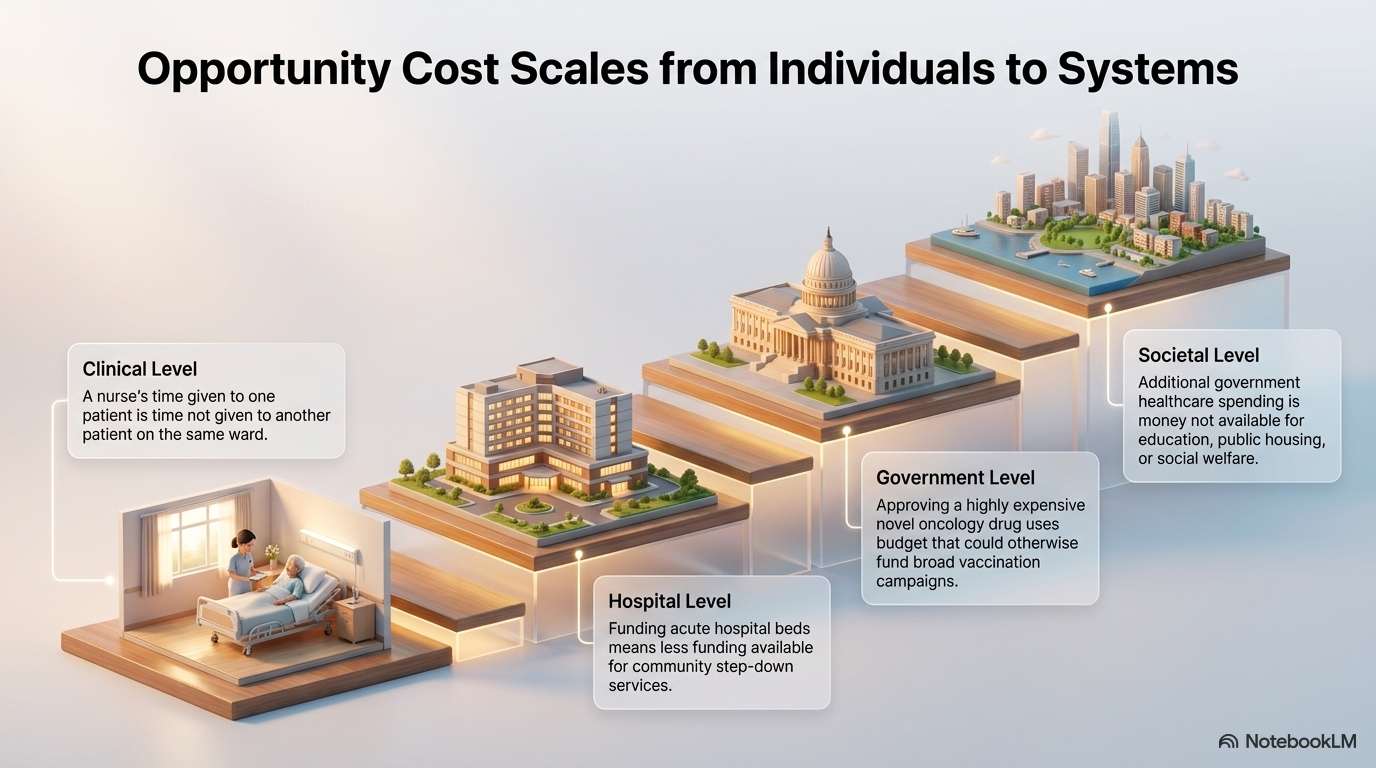 Opportunity Cost Scales from Individuals to Systems
Clinical Level
A nurse's time given to one
patient is time not given to another
patient on the same ward.
Hospital Level
Funding acute hospital beds
means less funding available
for community step-down
services.
Government Level
Approving a highly expensive
novel oncology drug uses
budget that could otherwise
fund broad vaccination
campaigns.
Societal Level
Additional government
healthcare spending is
money not available for
education, public housing,
or social welfare.
NotebookLM